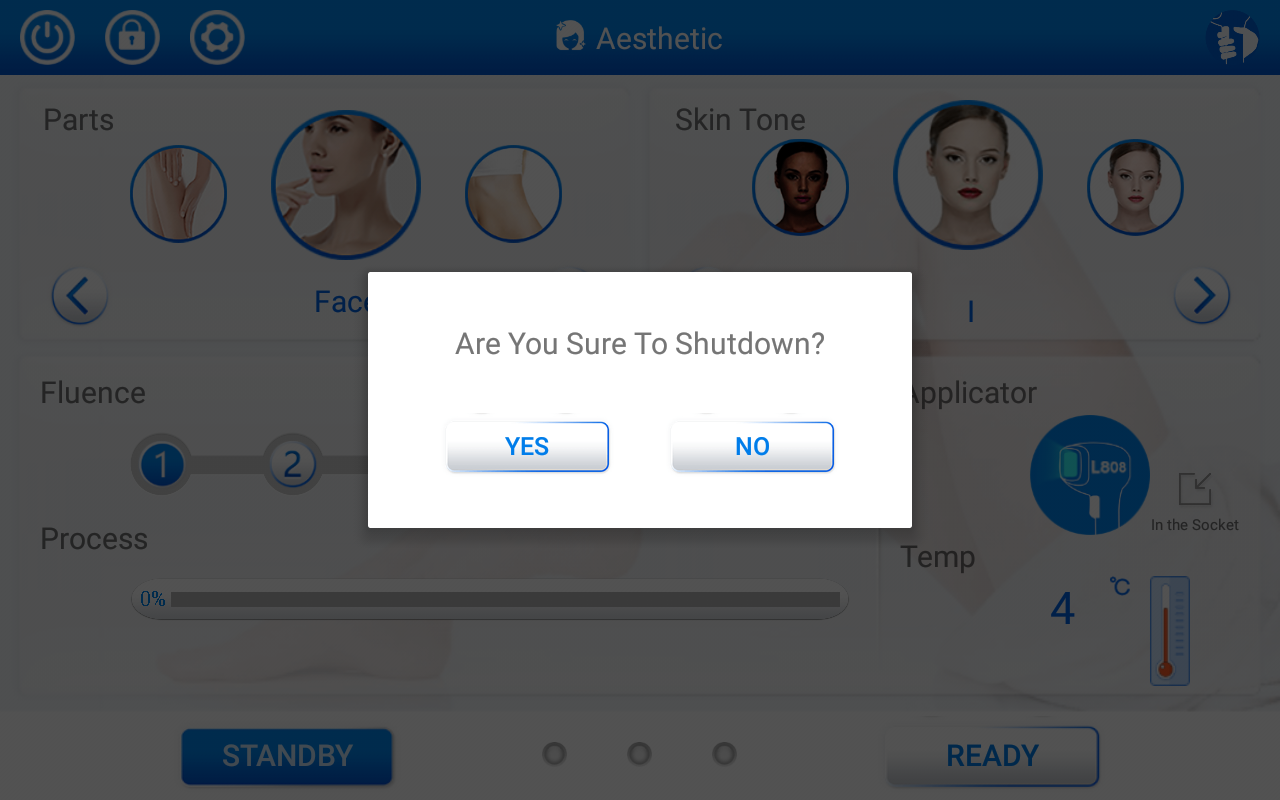 Aesthetic
Parts
Skin Tone
Face
I
Are You Sure To Shutdown?
YES
NO
Fluence
1
2
Applicator
L808
In the Socket
Process
0%
Temp
4
℃
STANDBY
READY